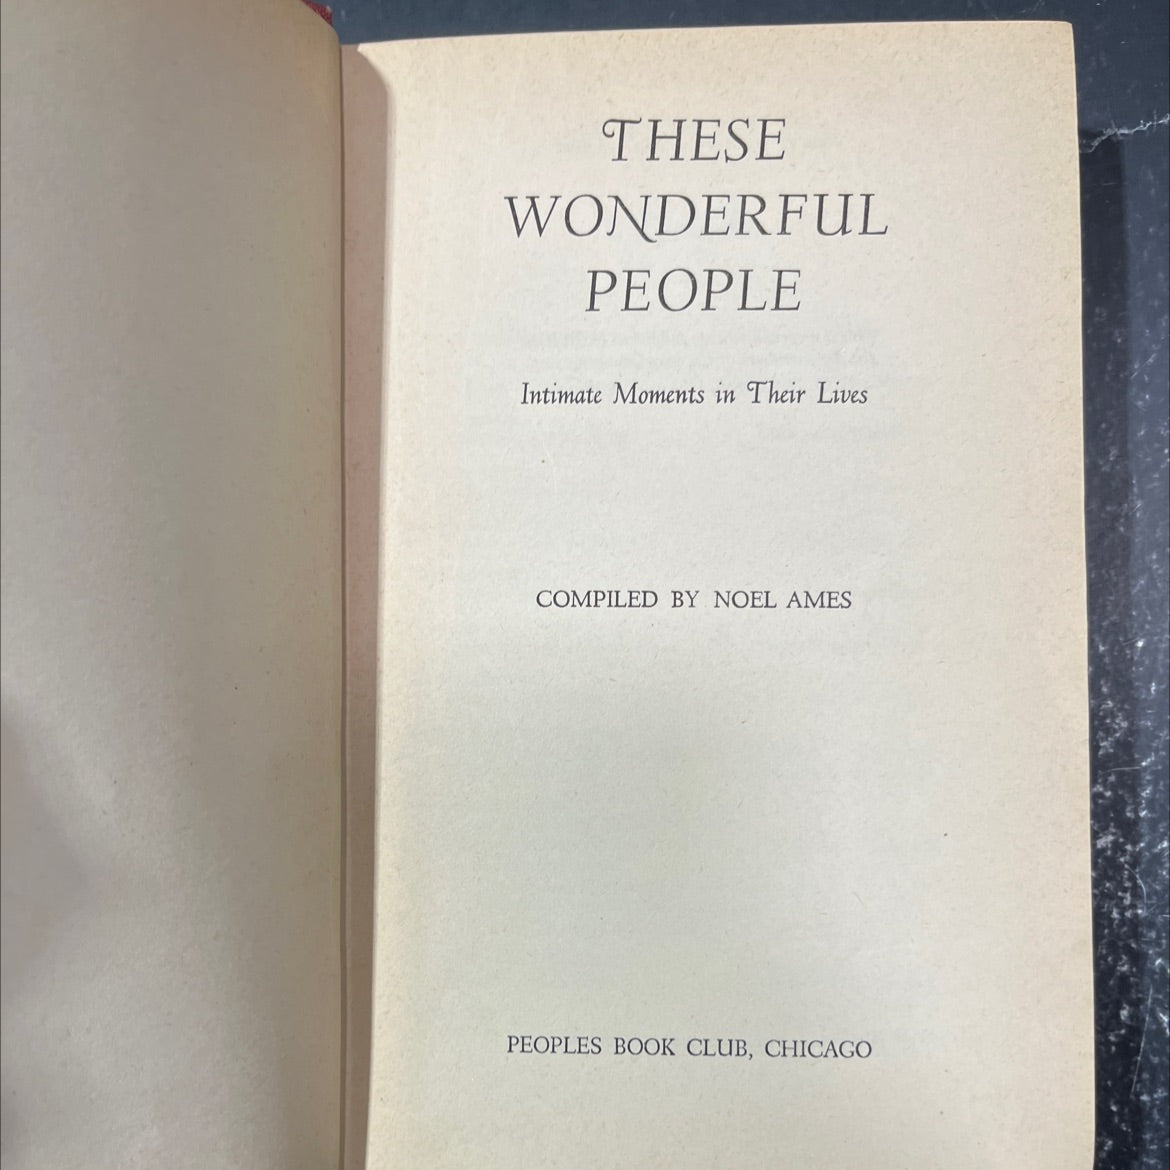 THESE
WONDERFUL
PEOPLE
Intimate Moments in Their Lives
COMPILED BY NOEL AMES
PEOPLES BOOK CLUB, CHICAGO